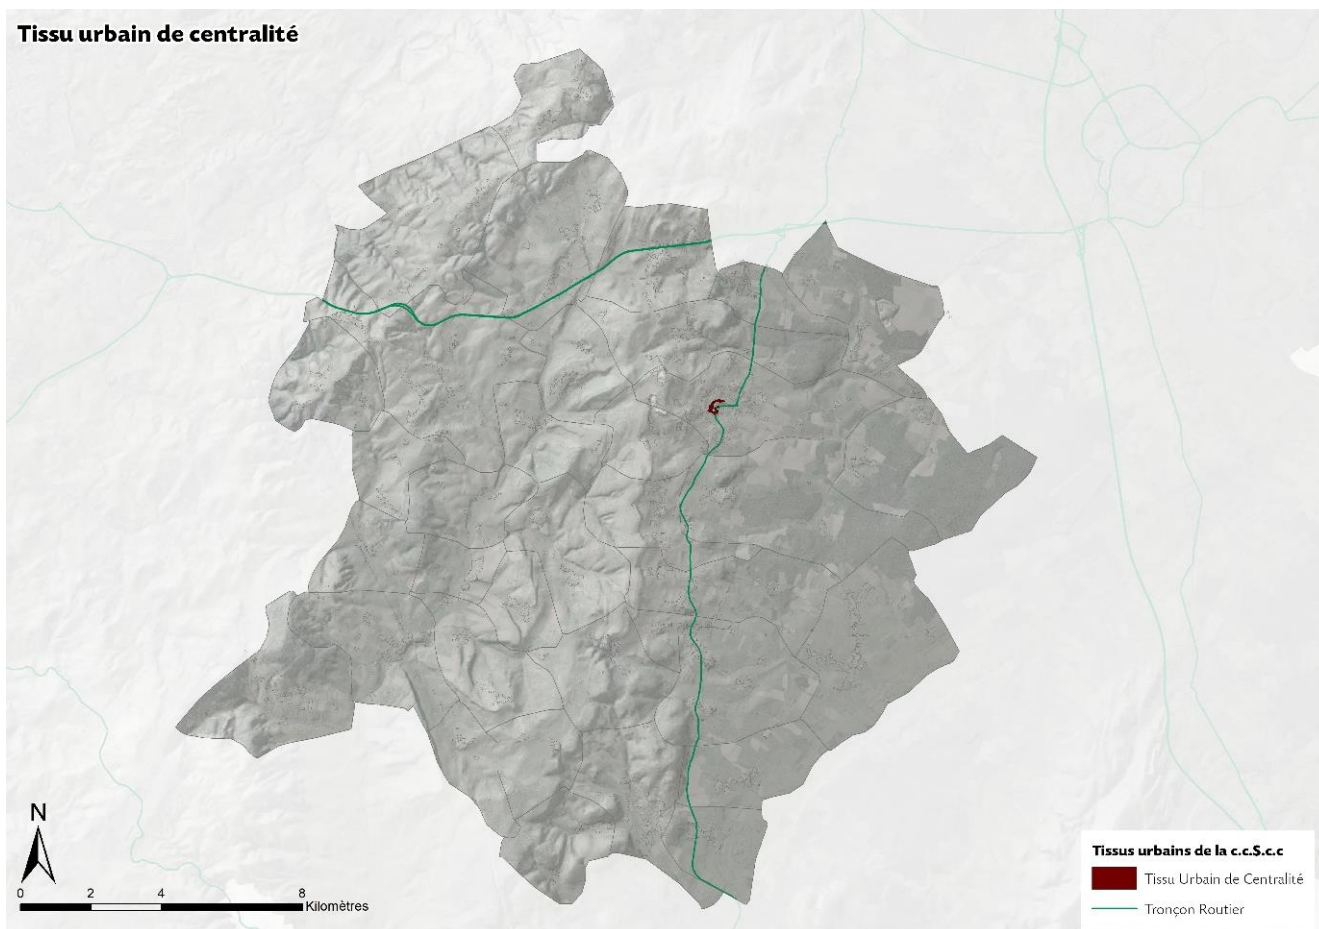 Tissu urbain de centralité
N
0 2 4 8
Kilomètres
Tissus urbains de la c.c.S.c.c
Tissu Urbain de Centralité
Tronçon Routier